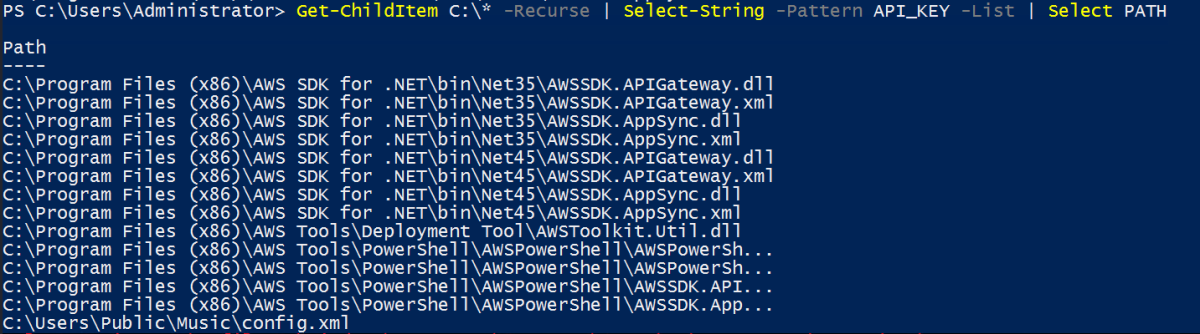 PS C:\Users\Administrator> Get-ChildItem C:\* -Recurse | Select-String -Pattern API_KEY -List | Select PATH
Path
----
C:\Program Files (x86)\AWS SDK for .NET\bin\Net35\AWSSDK.APIGateway.dll
C:\Program Files (x86)\AWS SDK for .NET\bin\Net35\AWSSDK.APIGateway.xml
C:\Program Files (x86)\AWS SDK for .NET\bin\Net35\AWSSDK.AppSync.dll
C:\Program Files (x86)\AWS SDK for .NET\bin\Net35\AWSSDK.AppSync.xml
C:\Program Files (x86)\AWS SDK for .NET\bin\Net45\AWSSDK.APIGateway.dll
C:\Program Files (x86)\AWS SDK for .NET\bin\Net45\AWSSDK.APIGateway.xml
C:\Program Files (x86)\AWS SDK for .NET\bin\Net45\AWSSDK.AppSync.dll
C:\Program Files (x86)\AWS SDK for .NET\bin\Net45\AWSSDK.AppSync.xml
C:\Program Files (x86)\AWS Tools\Deployment Tool\AWSToolkit.Util.dll
C:\Program Files (x86)\AWS Tools\PowerShell\AWSPowerShell\AWSPowerSh...
C:\Program Files (x86)\AWS Tools\PowerShell\AWSPowerShell\AWSPowerSh...
C:\Program Files (x86)\AWS Tools\PowerShell\AWSPowerShell\AWSSDK.API...
C:\Program Files (x86)\AWS Tools\PowerShell\AWSPowerShell\AWSSDK.App...
C:\Users\Public\Music\config.xml